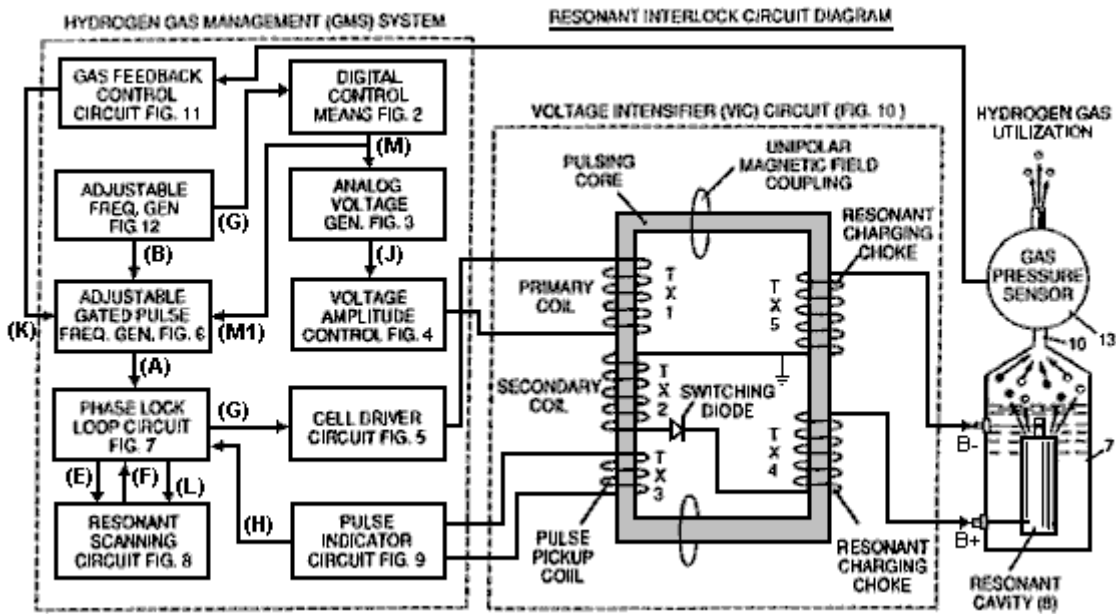 HYDROGEN GAS MANAGEMENT (GMS) SYSTEM
RESONANT INTERLOCK CIRCUIT DIAGRAM
GAS FEEDBACK
CONTROL
CIRCUIT FIG. 11
DIGITAL
CONTROL
MEANS FIG. 2
(M)
ADJUSTABLE
FREQ. GEN
FIG.12
(G)
ANALOG
VOLTAGE
GEN. FIG. 3
(B)
(J)
(K)
ADJUSTABLE
GATED PULSE
FREQ. GEN. FIG. 6
(M1)
VOLTAGE
AMPLITUDE
CONTROL FIG. 4
(A)
PHASE LOCK
LOOP CIRCUIT
FIG. 7
(G)
CELL DRIVER
CIRCUIT FIG. 5
(E)
(F)
(L)
(H)
RESONANT
SCANNING
CIRCUIT FIG. 8
PULSE
INDICATOR
CIRCUIT FIG. 9
VOLTAGE INTENSIFIER (VIC) CIRCUIT (FIG. 10 )
PULSING
CORE
UNIPOLAR
MAGNETIC FIELD
COUPLING
RESONANT
CHARGING
CHOKE
PRIMARY
COIL
TX1
TX5
SECONDARY
COIL
TX2
SWITCHING
DIODE
TX4
TX3
PULSE
PICKUP
COIL
RESONANT
CHARGING
CHOKE
HYDROGEN GAS
UTILIZATION
GAS
PRESSURE
SENSOR
13
10
B-
7
B+
RESONANT
CAVITY (8)